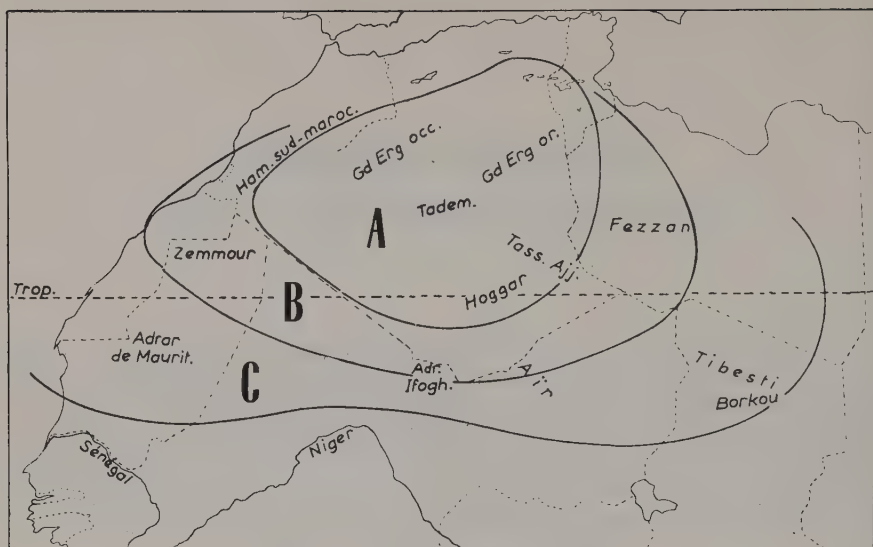 Ham. sud-maroc.
Gd Erg occ.
Gd Erg or.
Tadem.
A
Fezzan
Zemmour
Tass. Ajj.
B
Hoggar
Trop.
Adrar
de Maurit.
C
Adr.
Ifogh.
Aïr
Tibesti
Borkou
Sénégal
Niger